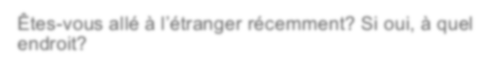 Êtes-vous allé à l'étranger récemment? Si oui, à quel
endroit?